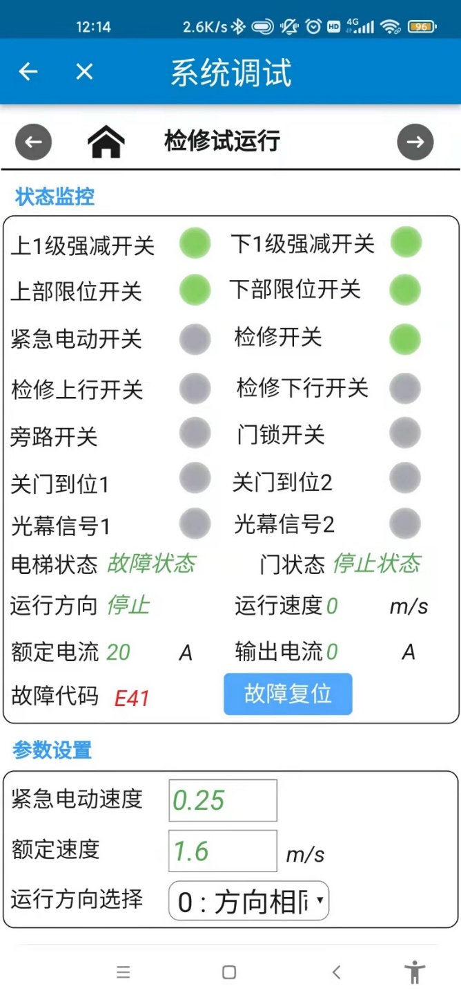 12:14 2.6K/s HD 4G 96
系统调试
检修试运行
状态监控
上1级强减开关 下1级强减开关
上部限位开关 下部限位开关
紧急电动开关 检修开关
检修上行开关 检修下行开关
旁路开关 门锁开关
关门到位1 关门到位2
光幕信号1 光幕信号2
电梯状态 故障状态 门状态 停止状态
运行方向 停止 运行速度 0 m/s
额定电流 20 A 输出电流 0 A
故障代码 E41 故障复位
参数设置
紧急电动速度 0.25
额定速度 1.6 m/s
运行方向选择 0 : 方向相